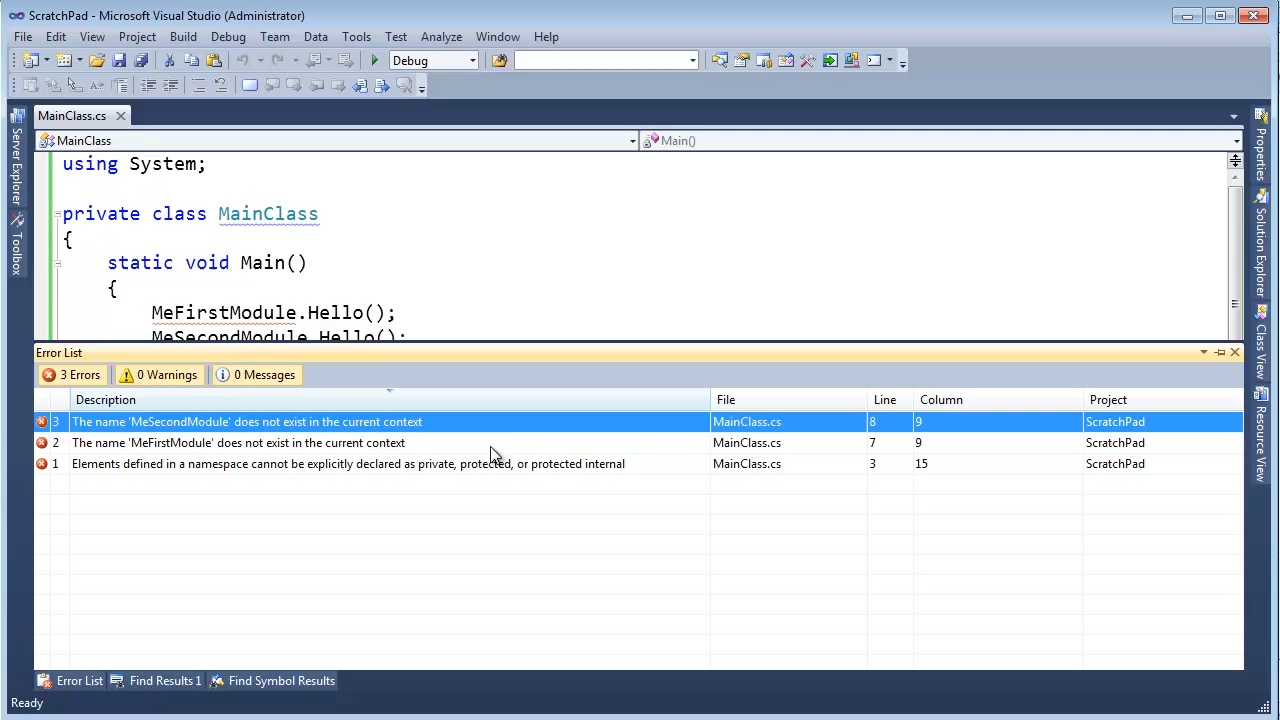 ScratchPad - Microsoft Visual Studio (Administrator)
File Edit View Project Build Debug Team Data Tools Test Analyze Window Help
Debug
MainClass.cs
MainClass Main()
using System;
private class MainClass
{
static void Main()
{
MeFirstModule.Hello();
MeSecondModule.Hello();
Server Explorer
Toolbox
Properties
Solution Explorer
Class View
Resource View
Error List
3 Errors 0 Warnings 0 Messages
Description File Line Column Project
3 The name 'MeSecondModule' does not exist in the current context MainClass.cs 8 9 ScratchPad
2 The name 'MeFirstModule' does not exist in the current context MainClass.cs 7 9 ScratchPad
1 Elements defined in a namespace cannot be explicitly declared as private, protected, or protected internal MainClass.cs 3 15 ScratchPad
Error List Find Results 1 Find Symbol Results
Ready